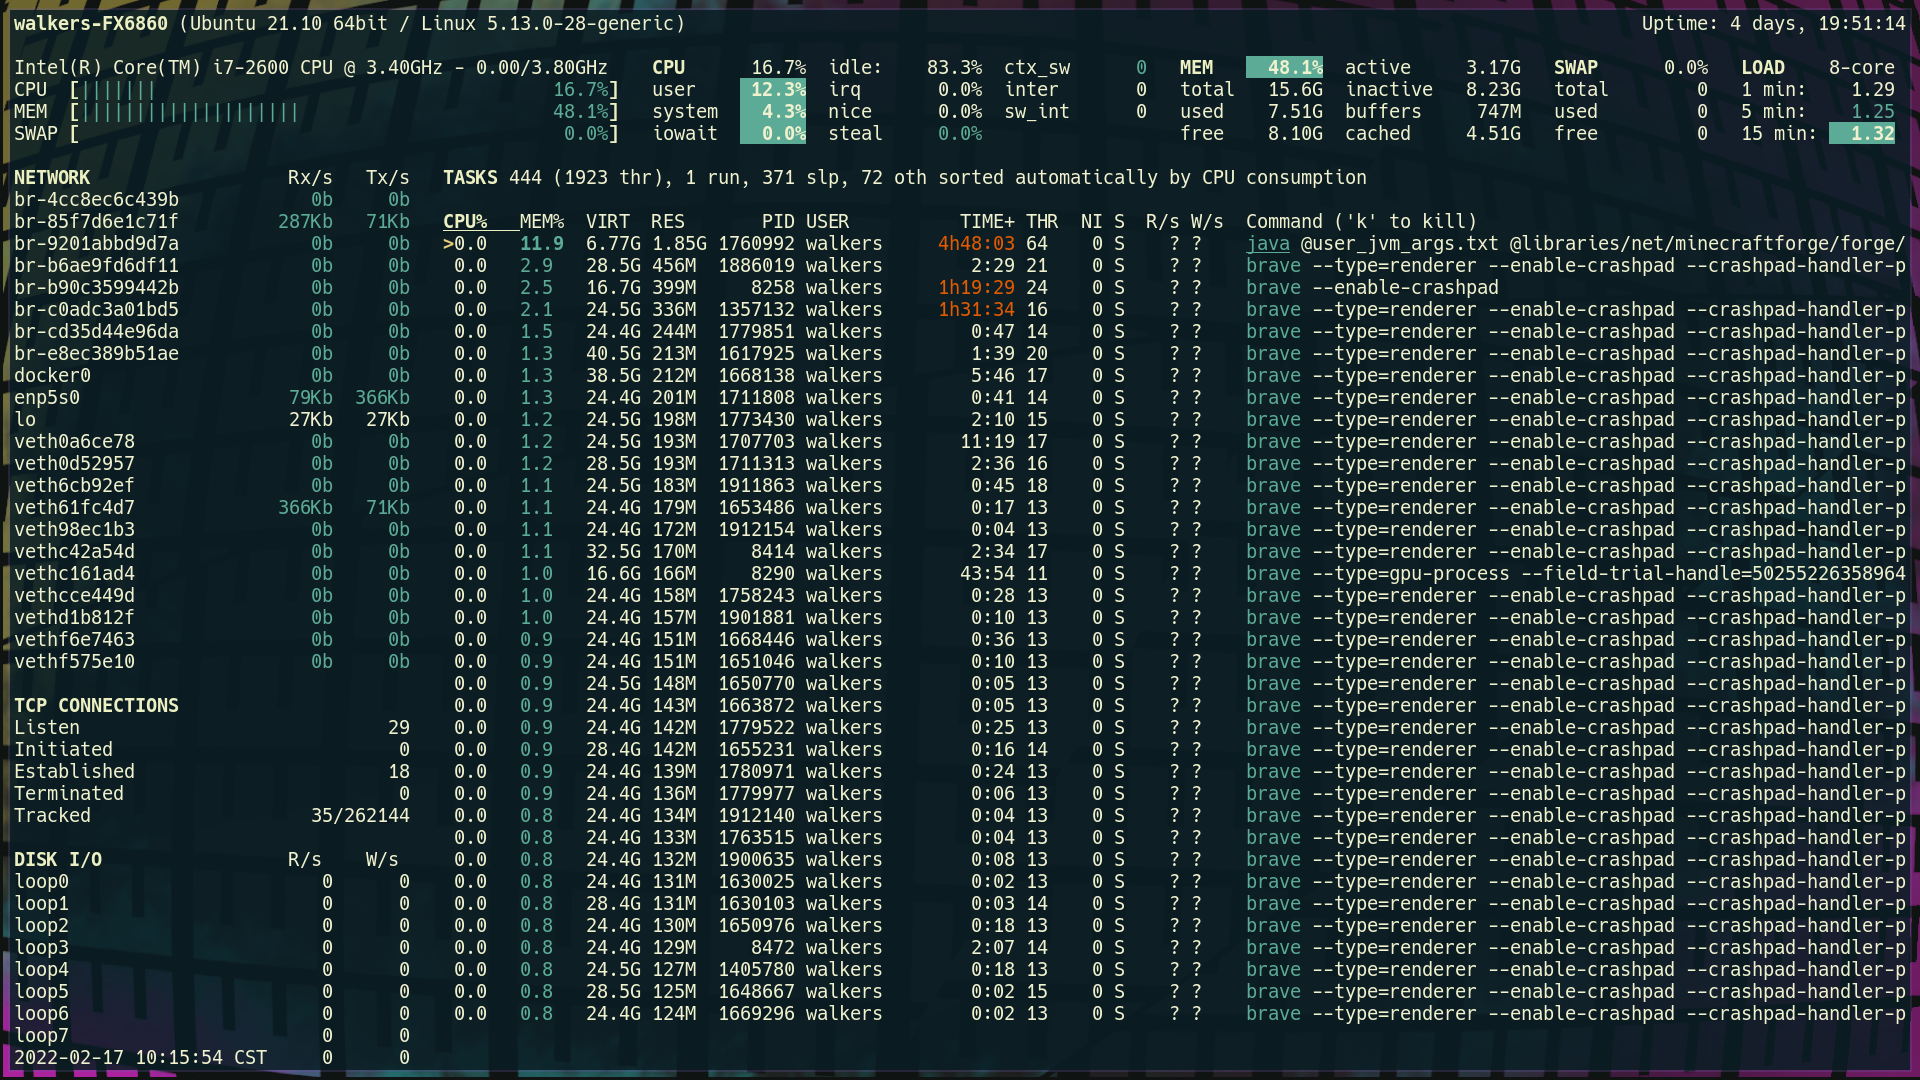 walkers-FX6860 (Ubuntu 21.10 64bit / Linux 5.13.0-28-generic) Uptime: 4 days, 19:51:14
Intel(R) Core(TM) i7-2600 CPU @ 3.40GHz - 0.00/3.80GHz CPU 16.7% idle: 83.3% ctx_sw 0 MEM 48.1% active 3.17G SWAP 0.0% LOAD 8-core
CPU [||||||| 16.7%] user 12.3% irq 0.0% inter 0 total 15.6G inactive 8.23G total 0 1 min: 1.29
MEM [|||||||||||||||||||| 48.1%] system 4.3% nice 0.0% sw_int 0 used 7.51G buffers 747M used 0 5 min: 1.25
SWAP [ 0.0%] iowait 0.0% steal 0.0% free 8.10G cached 4.51G free 0 15 min: 1.32
NETWORK Rx/s Tx/s TASKS 444 (1923 thr), 1 run, 371 slp, 72 oth sorted automatically by CPU consumption
br-4cc8ec6c439b 0b 0b
br-85f7d6e1c71f 287Kb 71Kb CPU% MEM% VIRT RES PID USER TIME+ THR NI S R/s W/s Command ('k' to kill)
br-9201abbd9d7a 0b 0b >0.0 11.9 6.77G 1.85G 1760992 walkers 4h48:03 64 0 S ? ? java @user_jvm_args.txt @libraries/net/minecraftforge/forge/
br-b6ae9fd6df11 0b 0b 0.0 2.9 28.5G 456M 1886019 walkers 2:29 21 0 S ? ? brave --type=renderer --enable-crashpad --crashpad-handler-p
br-b90c3599442b 0b 0b 0.0 2.5 16.7G 399M 8258 walkers 1h19:29 24 0 S ? ? brave --enable-crashpad
br-c0adc3a01bd5 0b 0b 0.0 2.1 24.5G 336M 1357132 walkers 1h31:34 16 0 S ? ? brave --type=renderer --enable-crashpad --crashpad-handler-p
br-cd35d44e96da 0b 0b 0.0 1.5 24.4G 244M 1779851 walkers 0:47 14 0 S ? ? brave --type=renderer --enable-crashpad --crashpad-handler-p
br-e8ec389b51ae 0b 0b 0.0 1.3 40.5G 213M 1617925 walkers 1:39 20 0 S ? ? brave --type=renderer --enable-crashpad --crashpad-handler-p
docker0 0b 0b 0.0 1.3 38.5G 212M 1668138 walkers 5:46 17 0 S ? ? brave --type=renderer --enable-crashpad --crashpad-handler-p
enp5s0 79Kb 366Kb 0.0 1.3 24.4G 201M 1711808 walkers 0:41 14 0 S ? ? brave --type=renderer --enable-crashpad --crashpad-handler-p
lo 27Kb 27Kb 0.0 1.2 24.5G 198M 1773430 walkers 2:10 15 0 S ? ? brave --type=renderer --enable-crashpad --crashpad-handler-p
veth0a6ce78 0b 0b 0.0 1.2 24.5G 193M 1707703 walkers 11:19 17 0 S ? ? brave --type=renderer --enable-crashpad --crashpad-handler-p
veth0d52957 0b 0b 0.0 1.2 28.5G 193M 1711313 walkers 2:36 16 0 S ? ? brave --type=renderer --enable-crashpad --crashpad-handler-p
veth6cb92ef 0b 0b 0.0 1.1 24.5G 183M 1911863 walkers 0:45 18 0 S ? ? brave --type=renderer --enable-crashpad --crashpad-handler-p
veth61fc4d7 366Kb 71Kb 0.0 1.1 24.4G 179M 1653486 walkers 0:17 13 0 S ? ? brave --type=renderer --enable-crashpad --crashpad-handler-p
veth98ec1b3 0b 0b 0.0 1.1 24.4G 172M 1912154 walkers 0:04 13 0 S ? ? brave --type=renderer --enable-crashpad --crashpad-handler-p
vethc42a54d 0b 0b 0.0 1.1 32.5G 170M 8414 walkers 2:34 17 0 S ? ? brave --type=renderer --enable-crashpad --crashpad-handler-p
vethc161ad4 0b 0b 0.0 1.0 16.6G 166M 8290 walkers 43:54 11 0 S ? ? brave --type=gpu-process --field-trial-handle=50255226358964
vethcce449d 0b 0b 0.0 1.0 24.4G 158M 1758243 walkers 0:28 13 0 S ? ? brave --type=renderer --enable-crashpad --crashpad-handler-p
vethd1b812f 0b 0b 0.0 1.0 24.4G 157M 1901881 walkers 0:10 13 0 S ? ? brave --type=renderer --enable-crashpad --crashpad-handler-p
vethf6e7463 0b 0b 0.0 0.9 24.4G 151M 1668446 walkers 0:36 13 0 S ? ? brave --type=renderer --enable-crashpad --crashpad-handler-p
vethf575e10 0b 0b 0.0 0.9 24.4G 151M 1651046 walkers 0:10 13 0 S ? ? brave --type=renderer --enable-crashpad --crashpad-handler-p
0.0 0.9 24.5G 148M 1650770 walkers 0:05 13 0 S ? ? brave --type=renderer --enable-crashpad --crashpad-handler-p
TCP CONNECTIONS 0.0 0.9 24.4G 143M 1663872 walkers 0:05 13 0 S ? ? brave --type=renderer --enable-crashpad --crashpad-handler-p
Listen 29 0.0 0.9 24.4G 142M 1779522 walkers 0:25 13 0 S ? ? brave --type=renderer --enable-crashpad --crashpad-handler-p
Initiated 0 0.0 0.9 28.4G 142M 1655231 walkers 0:16 14 0 S ? ? brave --type=renderer --enable-crashpad --crashpad-handler-p
Established 18 0.0 0.9 24.4G 139M 1780971 walkers 0:24 13 0 S ? ? brave --type=renderer --enable-crashpad --crashpad-handler-p
Terminated 0 0.0 0.9 24.4G 136M 1779977 walkers 0:06 13 0 S ? ? brave --type=renderer --enable-crashpad --crashpad-handler-p
Tracked 35/262144 0.0 0.8 24.4G 134M 1912140 walkers 0:04 13 0 S ? ? brave --type=renderer --enable-crashpad --crashpad-handler-p
0.0 0.8 24.4G 133M 1763515 walkers 0:04 13 0 S ? ? brave --type=renderer --enable-crashpad --crashpad-handler-p
DISK I/O R/s W/s 0.0 0.8 24.4G 132M 1900635 walkers 0:08 13 0 S ? ? brave --type=renderer --enable-crashpad --crashpad-handler-p
loop0 0 0 0.0 0.8 24.4G 131M 1630025 walkers 0:02 13 0 S ? ? brave --type=renderer --enable-crashpad --crashpad-handler-p
loop1 0 0 0.0 0.8 28.4G 131M 1630103 walkers 0:03 14 0 S ? ? brave --type=renderer --enable-crashpad --crashpad-handler-p
loop2 0 0 0.0 0.8 24.4G 130M 1650976 walkers 0:18 13 0 S ? ? brave --type=renderer --enable-crashpad --crashpad-handler-p
loop3 0 0 0.0 0.8 24.4G 129M 8472 walkers 2:07 14 0 S ? ? brave --type=renderer --enable-crashpad --crashpad-handler-p
loop4 0 0 0.0 0.8 24.5G 127M 1405780 walkers 0:18 13 0 S ? ? brave --type=renderer --enable-crashpad --crashpad-handler-p
loop5 0 0 0.0 0.8 28.5G 125M 1648667 walkers 0:02 15 0 S ? ? brave --type=renderer --enable-crashpad --crashpad-handler-p
loop6 0 0 0.0 0.8 24.4G 124M 1669296 walkers 0:02 13 0 S ? ? brave --type=renderer --enable-crashpad --crashpad-handler-p
loop7 0 0
2022-02-17 10:15:54 CST 0 0